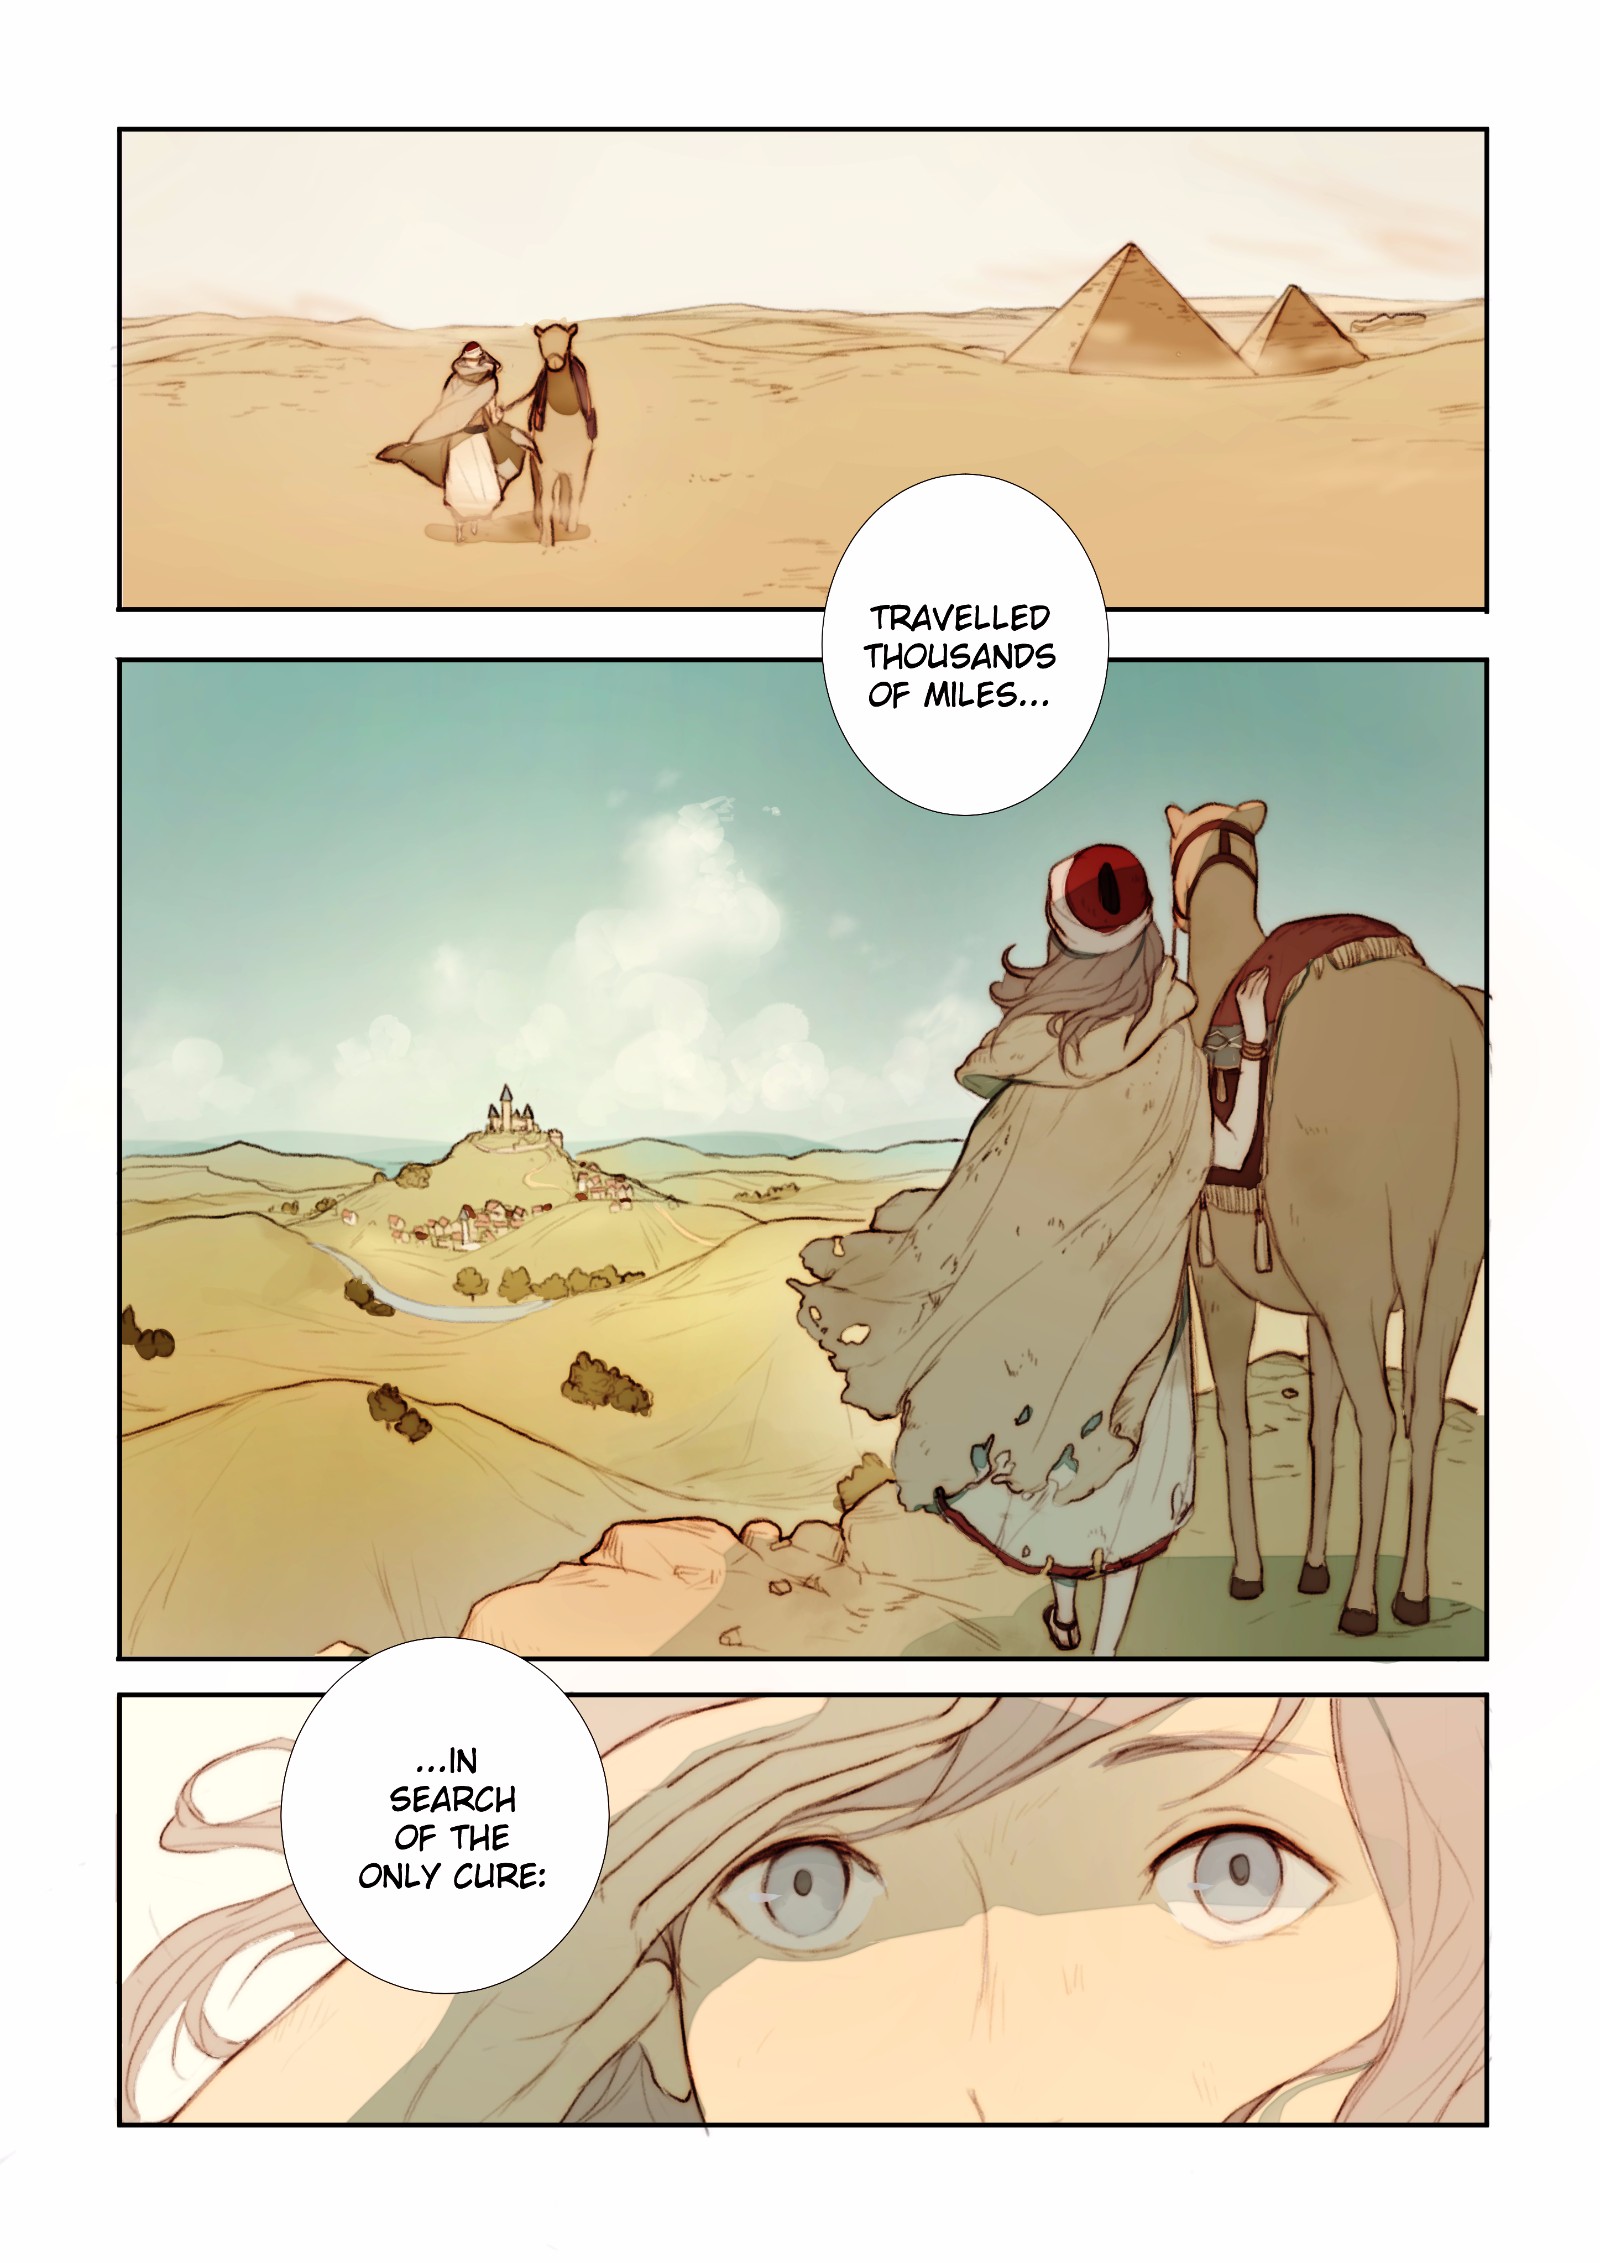 TRAVELLED
THOUSANDS
OF MILES...
...IN
SEARCH
OF THE
ONLY CURE: